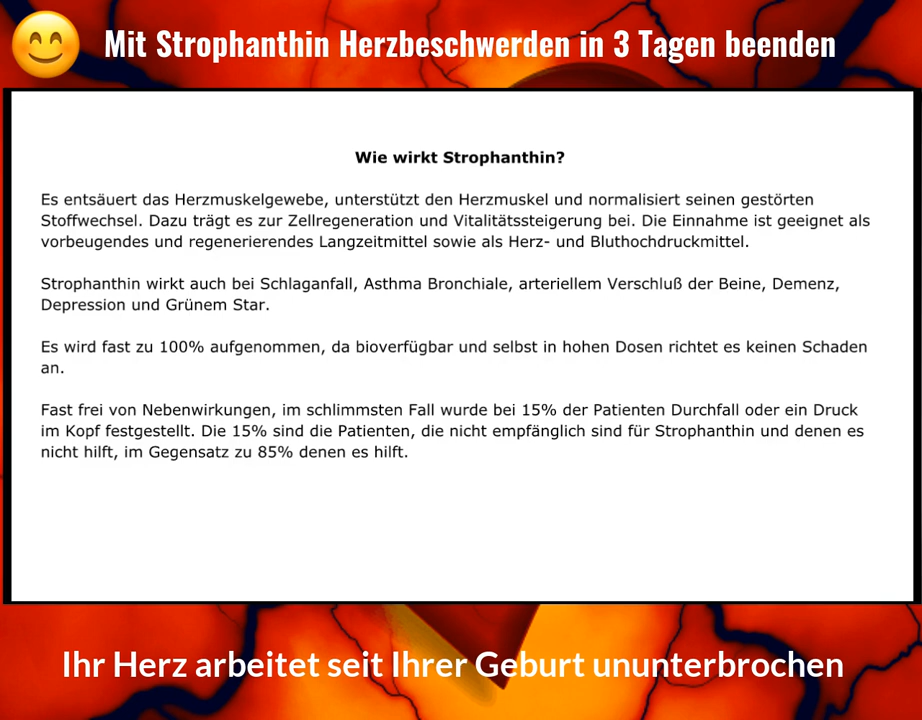 Mit Strophanthin Herzbeschwerden in 3 Tagen beenden
Wie wirkt Strophanthin?
Es entsäuert das Herzmuskelgewebe, unterstützt den Herzmuskel und normalisiert seinen gestörten
Stoffwechsel. Dazu trägt es zur Zellregeneration und Vitalitätssteigerung bei. Die Einnahme ist geeignet als
vorbeugendes und regenerierendes Langzeitmittel sowie als Herz- und Bluthochdruckmittel.
Strophanthin wirkt auch bei Schlaganfall, Asthma Bronchiale, arteriellem Verschluß der Beine, Demenz,
Depression und Grünem Star.
Es wird fast zu 100% aufgenommen, da bioverfügbar und selbst in hohen Dosen richtet es keinen Schaden
an.
Fast frei von Nebenwirkungen, im schlimmsten Fall wurde bei 15% der Patienten Durchfall oder ein Druck
im Kopf festgestellt. Die 15% sind die Patienten, die nicht empfänglich sind für Strophanthin und denen es
nicht hilft, im Gegensatz zu 85% denen es hilft.
Ihr Herz arbeitet seit Ihrer Geburt ununterbrochen